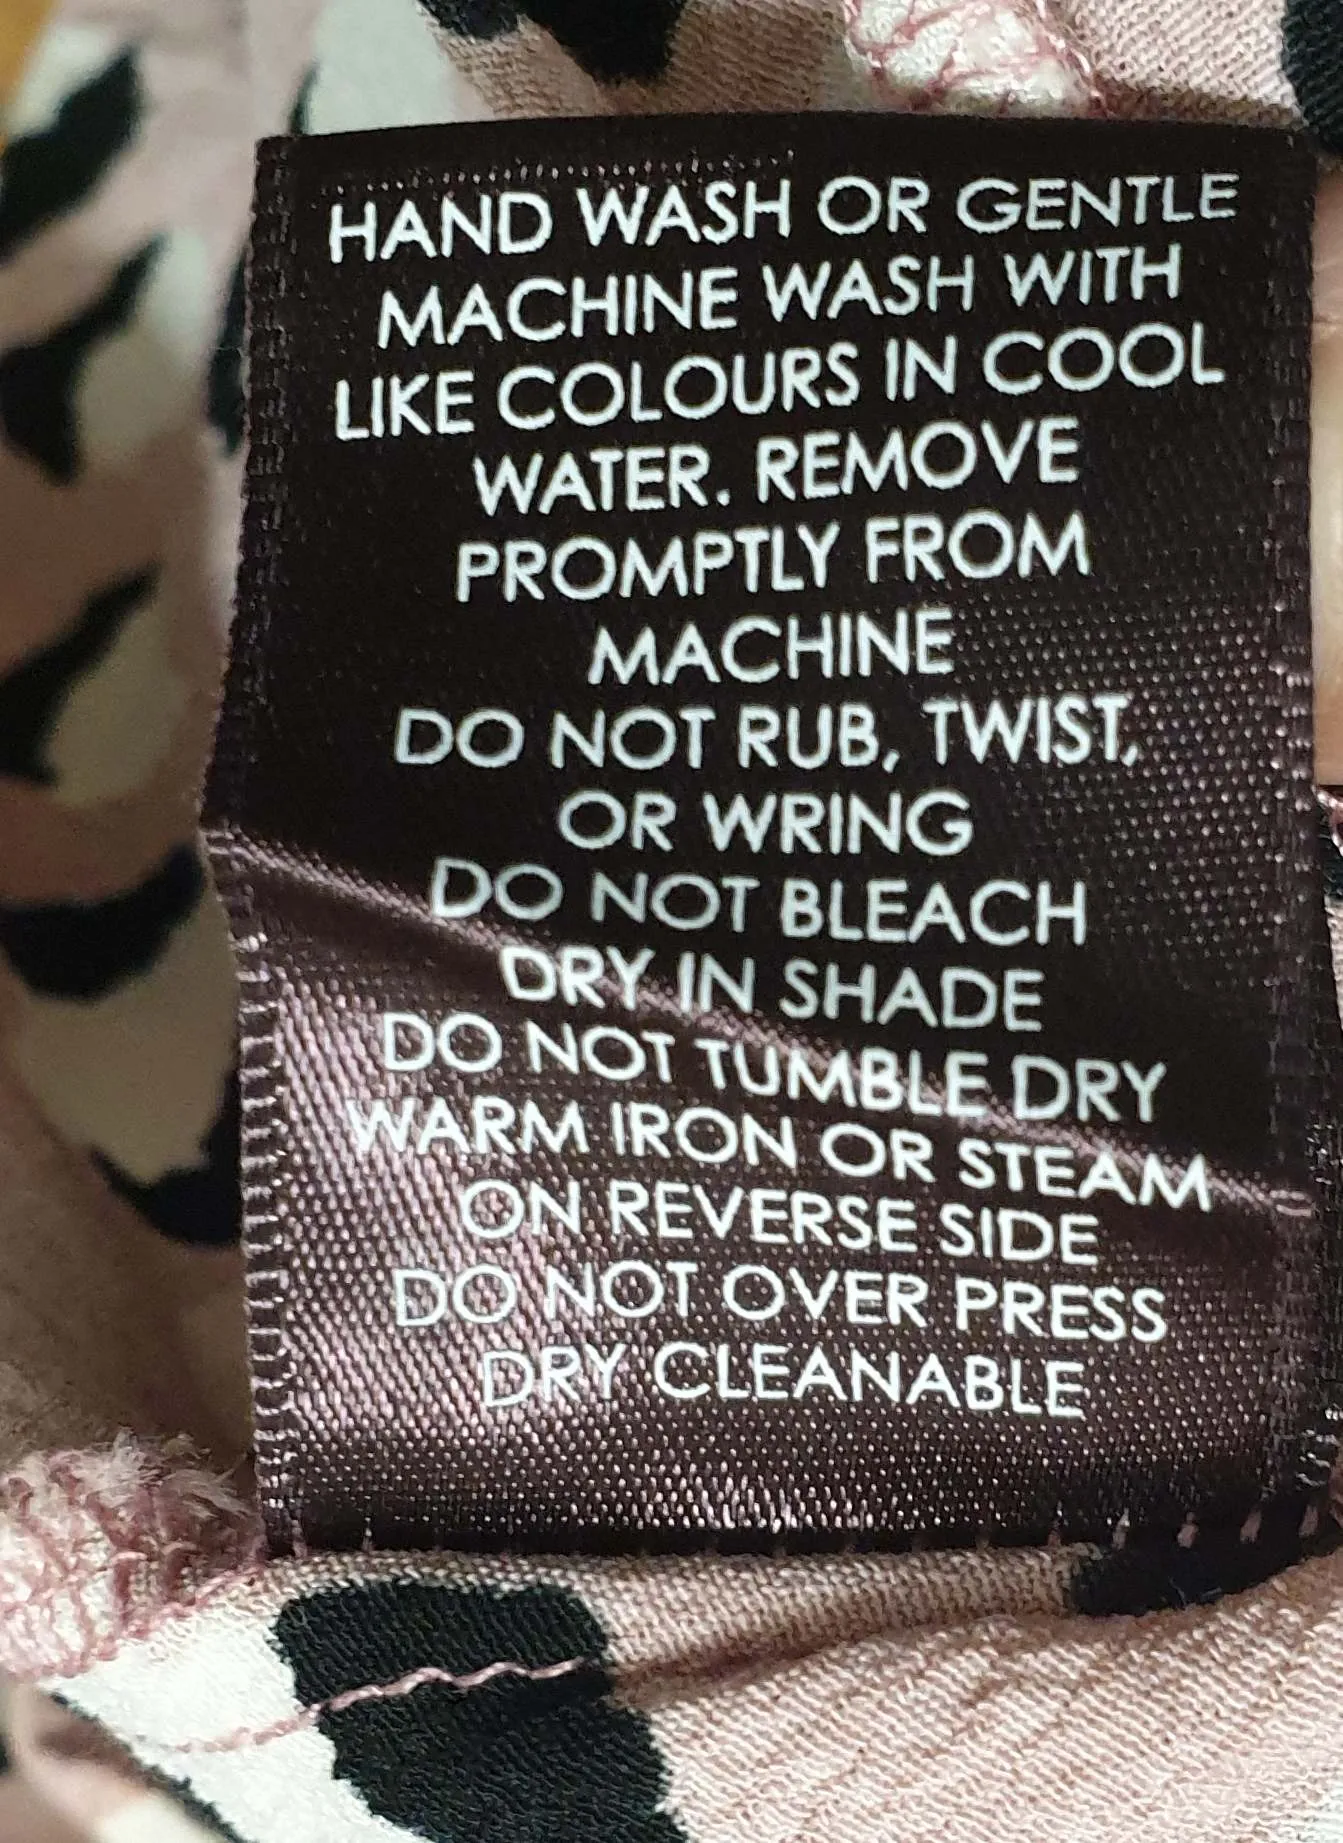 HAND WASH OR GENTLE
MACHINE WASH WITH
LIKE COLOURS IN COOL
WATER. REMOVE
PROMPTLY FROM
MACHINE
DO NOT RUB, TWIST,
OR WRING
DO NOT BLEACH
DRY IN SHADE
DO NOT TUMBLE DRY
WARM IRON OR STEAM
ON REVERSE SIDE
DO NOT OVER PRESS
DRY CLEANABLE